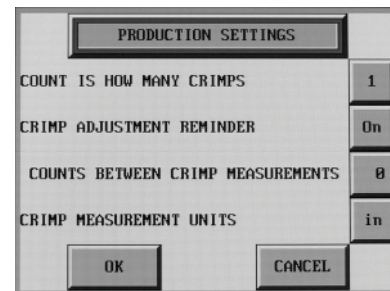 PRODUCTION SETTINGS
COUNT IS HOW MANY CRIMPS 1
CRIMP ADJUSTMENT REMINDER On
COUNTS BETWEEN CRIMP MEASUREMENTS 0
CRIMP MEASUREMENT UNITS in
OK CANCEL